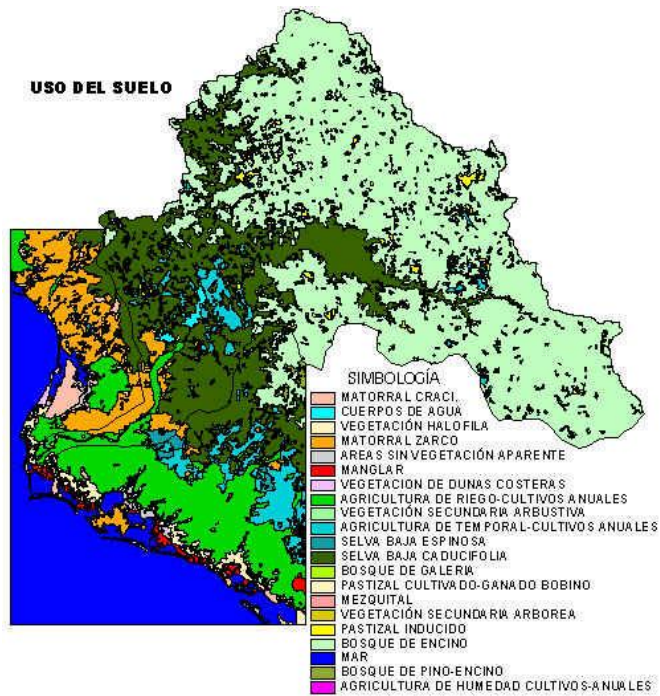 USO DEL SUELO
SIMBOLOGÍA
MATORRAL CRACI.
CUERPOS DE AGUA
VEGETACIÓN HALOFILA
MATORRAL ZARCO
AREAS SIN VEGETACIÓN APARENTE
MANGLAR
VEGETACION DE DUNAS COSTERAS
AGRICULTURA DE RIEGO-CULTIVOS ANUALES
VEGETACIÓN SECUNDARIA ARBUSTIVA
AGRICULTURA DE TEMPORAL-CULTIVOS ANUALES
SELVA BAJA ESPINOSA
SELVA BAJA CADUCIFOLIA
BOSQUE DE GALERIA
PASTIZAL CULTIVADO-GANADO BOBINO
MEZQUITAL
VEGETACIÓN SECUNDARIA ARBOREA
PASTIZAL INDUCIDO
BOSQUE DE ENCINO
MAR
BOSQUE DE PINO-ENCINO
AGRICULTURA DE HUMEDAD CULTIVOS-ANUALES